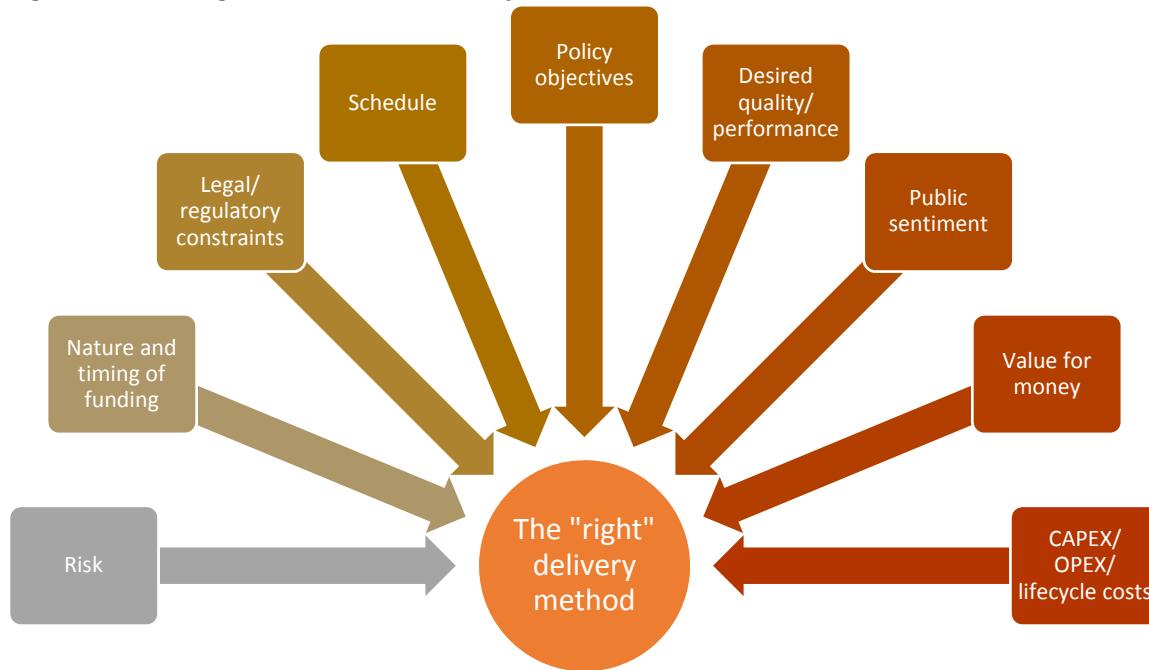 Policy
objectives
Schedule
Desired
quality/
performance
Legal/
regulatory
constraints
Public
sentiment
Nature and
timing of
funding
Value for
money
Risk
The "right"
delivery
method
CAPEX/
OPEX/
lifecycle costs